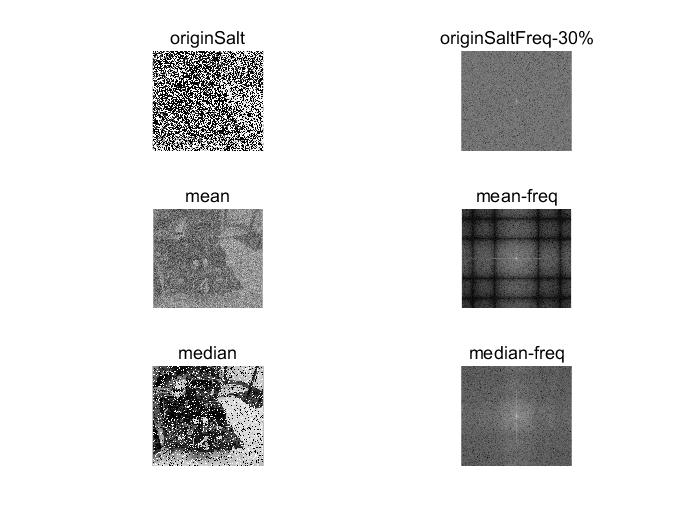 originSalt
originSaltFreq-30%
mean
mean-freq
median
median-freq